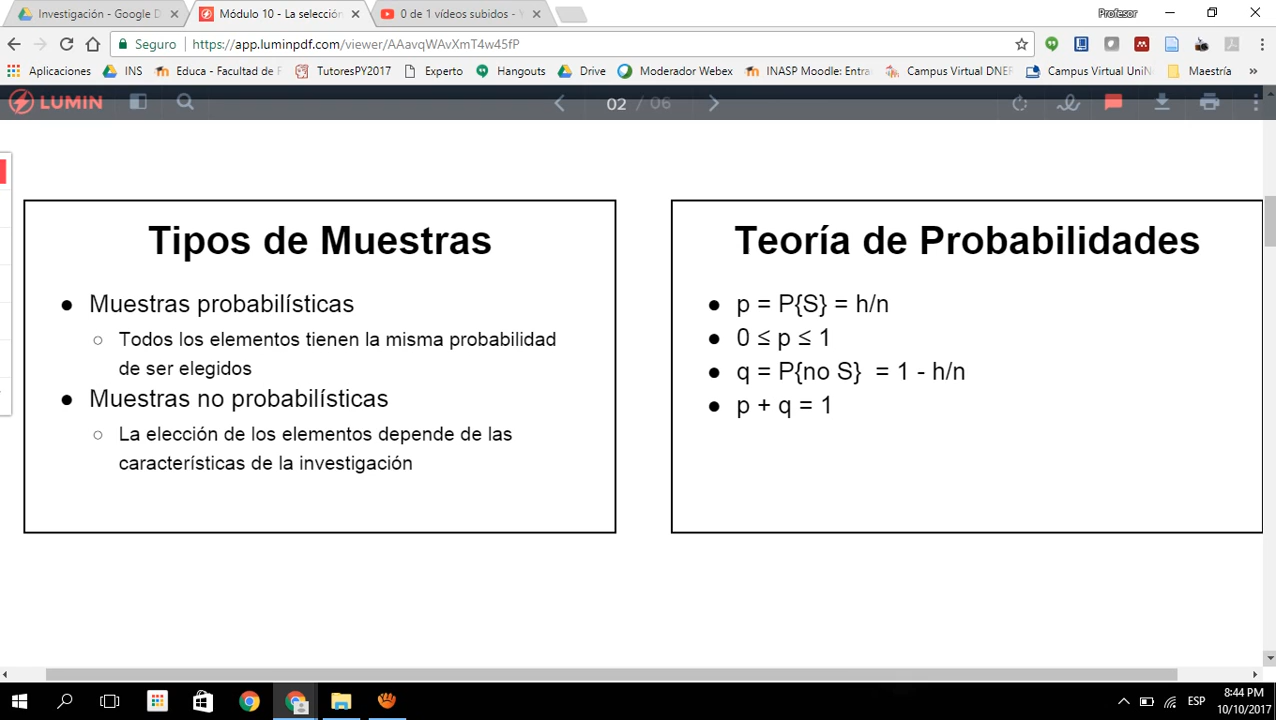 Investigación - Google D
Módulo 10 - La selección
0 de 1 vídeos subidos - Y
Profesor
Seguro
https://app.luminpdf.com/viewer/AAavqWAvXmT4w45fP
Aplicaciones
INS
Educa - Facultad de F
TutoresPY2017
Experto
Hangouts
Drive
Moderador Webex
INASP Moodle: Entra
Campus Virtual DNER
Campus Virtual UniN
Maestría
»
LUMIN
02 / 06
Tipos de Muestras
● Muestras probabilísticas
○ Todos los elementos tienen la misma probabilidad
de ser elegidos
● Muestras no probabilísticas
○ La elección de los elementos depende de las
características de la investigación
Teoría de Probabilidades
● p = P{S} = h/n
● 0 ≤ p ≤ 1
● q = P{no S} = 1 - h/n
● p + q = 1
ESP
8:44 PM
10/10/2017